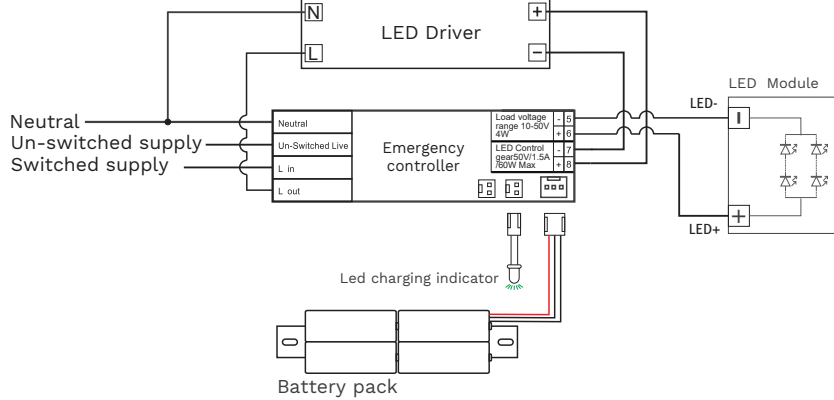 N
L
LED Driver
+
-
LED Module
LED-
LED+
I
+
Neutral
Un-switched supply
Switched supply
Neutral
Un-Switched Live
L in
L out
Emergency
controller
Load voltage
range 10-50V
4W
- 5
+ 6
LED Control
gear50V/1.5A
/60W Max
- 7
+ 8
Led charging indicator
Battery pack